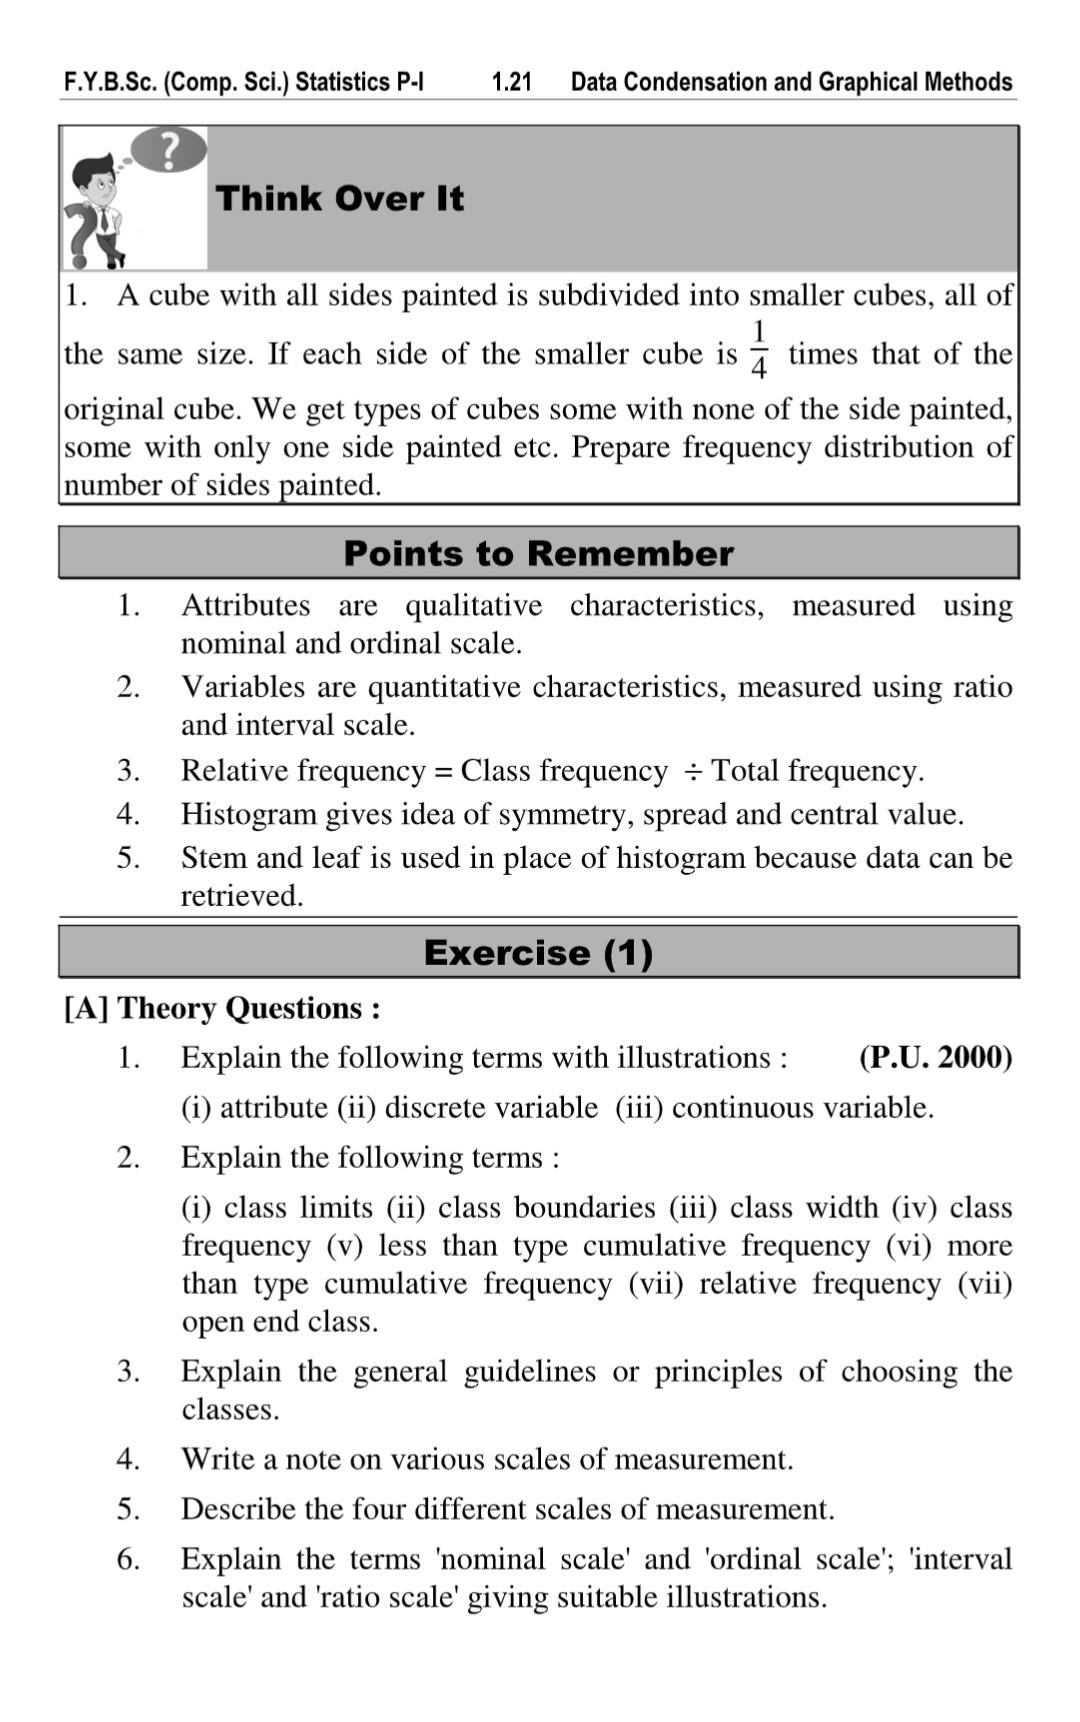 F.Y.B.Sc. (Comp. Sci.) Statistics P-I 1.21 Data Condensation and Graphical Methods
?
Think Over It
1. A cube with all sides painted is subdivided into smaller cubes, all of
the same size. If each side of the smaller cube is 1/4 times that of the
original cube. We get types of cubes some with none of the side painted,
some with only one side painted etc. Prepare frequency distribution of
number of sides painted.
Points to Remember
1. Attributes are qualitative characteristics, measured using
nominal and ordinal scale.
2. Variables are quantitative characteristics, measured using ratio
and interval scale.
3. Relative frequency = Class frequency ÷ Total frequency.
4. Histogram gives idea of symmetry, spread and central value.
5. Stem and leaf is used in place of histogram because data can be
retrieved.
Exercise (1)
[A] Theory Questions :
1. Explain the following terms with illustrations : (P.U. 2000)
(i) attribute (ii) discrete variable (iii) continuous variable.
2. Explain the following terms :
(i) class limits (ii) class boundaries (iii) class width (iv) class
frequency (v) less than type cumulative frequency (vi) more
than type cumulative frequency (vii) relative frequency (vii)
open end class.
3. Explain the general guidelines or principles of choosing the
classes.
4. Write a note on various scales of measurement.
5. Describe the four different scales of measurement.
6. Explain the terms 'nominal scale' and 'ordinal scale'; 'interval
scale' and 'ratio scale' giving suitable illustrations.